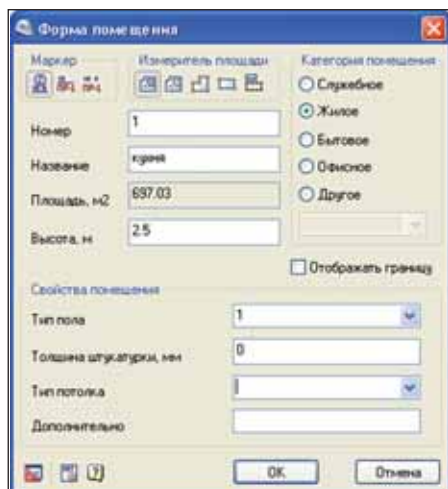 Форма помещения
Маркер
Измеритель площади
Категория помещения
Служебное
Жилое
Бытовое
Офисное
Другое
Номер
1
Название
кухня
Площадь, м2
697.03
Высота, м
2.5
Отображать границу
Свойства помещения
Тип пола
1
Толщина штукатурки, мм
0
Тип потолка
Дополнительно
OK
Отмена